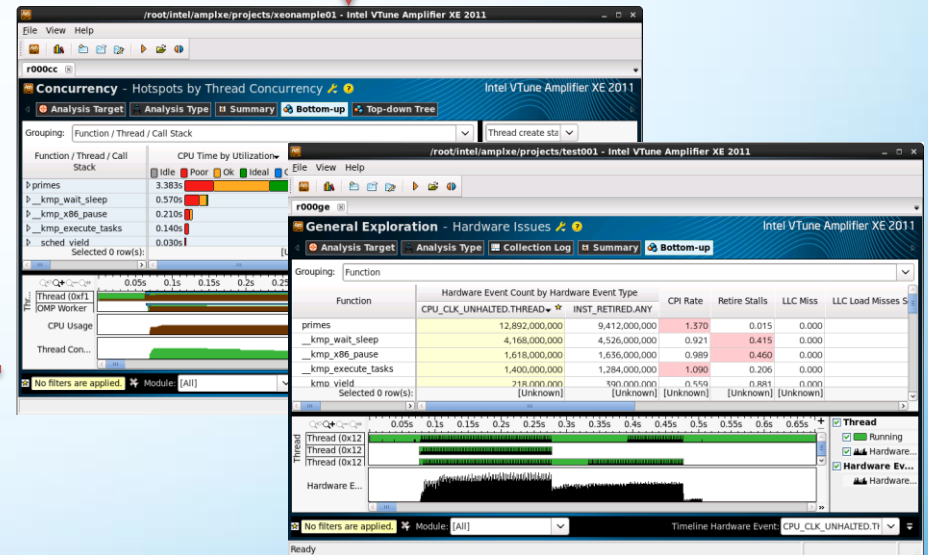 /root/intel/amplxe/projects/xeonample01 - Intel VTune Amplifier XE 2011
File View Help
r000cc
Concurrency - Hotspots by Thread Concurrency
Intel VTune Amplifier XE 2011
Analysis Target Analysis Type Summary Bottom-up Top-down Tree
Grouping: Function / Thread / Call Stack
Thread create sta
Function / Thread / Call Stack
CPU Time by Utilization
Idle Poor Ok Ideal
primes 3.383s
__kmp_wait_sleep 0.570s
__kmp_x86_pause 0.210s
__kmp_execute_tasks 0.140s
sched_yield 0.030s
Selected 0 row(s):
0.05s 0.1s 0.15s 0.2s
Thread (0xf1
OMP Worker
CPU Usage
Thread Con...
No filters are applied. Module: [All]
/root/intel/amplxe/projects/test001 - Intel VTune Amplifier XE 2011
File View Help
r000ge
General Exploration - Hardware Issues
Intel VTune Amplifier XE 2011
Analysis Target Analysis Type Collection Log Summary Bottom-up
Grouping: Function
Function
Hardware Event Count by Hardware Event Type
CPU_CLK_UNHALTED.THREAD INST_RETIRED.ANY
CPI Rate Retire Stalls LLC Miss LLC Load Misses S
primes 12,892,000,000 9,412,000,000 1.370 0.015 0.000
__kmp_wait_sleep 4,168,000,000 4,526,000,000 0.921 0.415 0.000
__kmp_x86_pause 1,618,000,000 1,636,000,000 0.989 0.460 0.000
__kmp_execute_tasks 1,400,000,000 1,284,000,000 1.090 0.206 0.000
kmp_yield 218,000,000 390,000,000 0.559 0.881 0.000
Selected 0 row(s): [Unknown] [Unknown] [Unknown] [Unknown] [Unknown]
0.05s 0.1s 0.15s 0.2s 0.25s 0.3s 0.35s 0.4s 0.45s 0.5s 0.55s 0.6s 0.65s
Thread
Thread (0x12
Thread (0x12
Thread (0x12
Hardware E...
Thread
Running
Hardware...
Hardware Ev...
Hardware...
No filters are applied. Module: [All]
Timeline Hardware Event: CPU_CLK_UNHALTED.TH
Ready